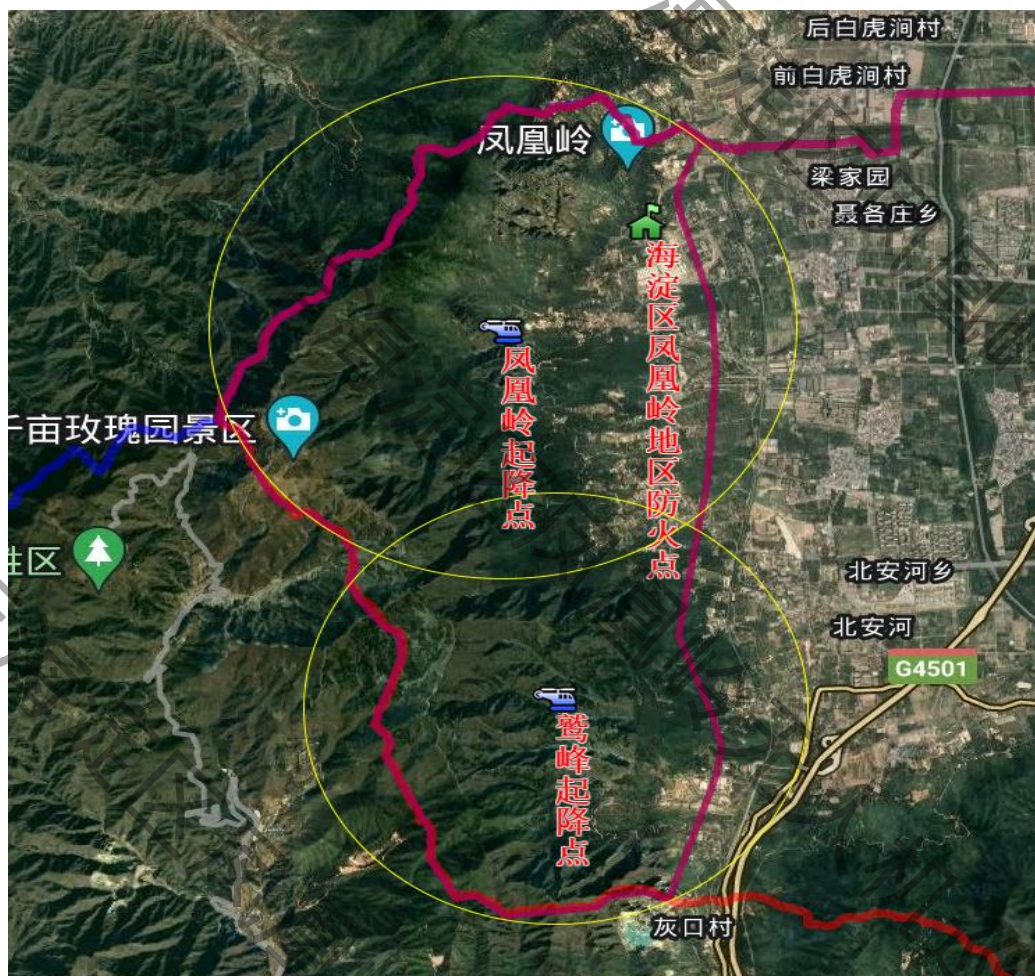 后白虎涧村
前白虎涧村
凤凰岭
梁家园
聂各庄乡
海淀区凤凰岭地区防火点
凤凰岭起降点
千亩玫瑰园景区
胜区
北安河乡
北安河
G4501
鹫峰起降点
灰口村